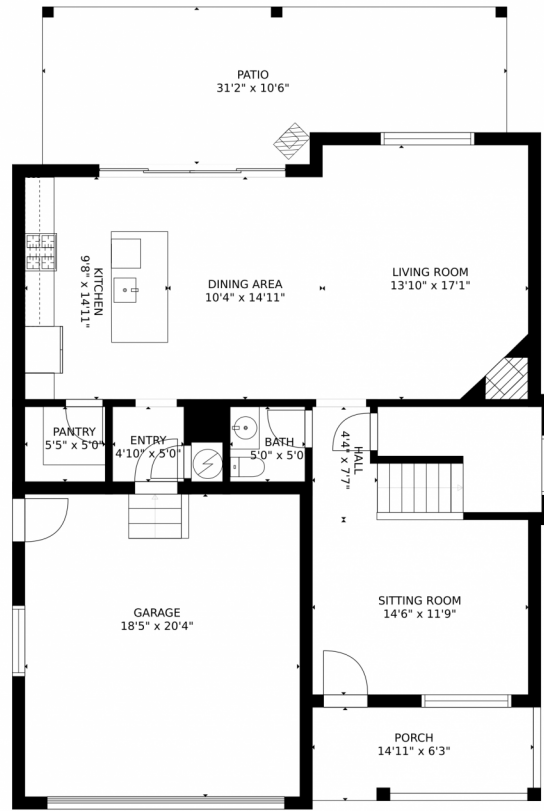 PATIO
31'2" x 10'6"
KITCHEN
9'8" x 14'11"
DINING AREA
10'4" x 14'11"
LIVING ROOM
13'10" x 17'1"
PANTRY
5'5" x 5'0"
ENTRY
4'10" x 5'0"
BATH
5'0" x 5'0"
HALL
4'4" x 7'7"
GARAGE
18'5" x 20'4"
SITTING ROOM
14'6" x 11'9"
PORCH
14'11" x 6'3"